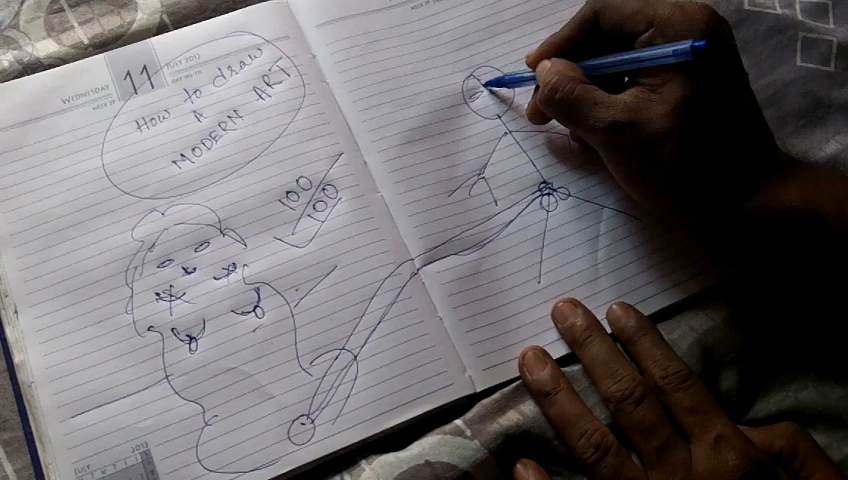 WEDNESDAY
11
JULY 2012
How to draw
A
MODERN ART
100
100
JULY 2012